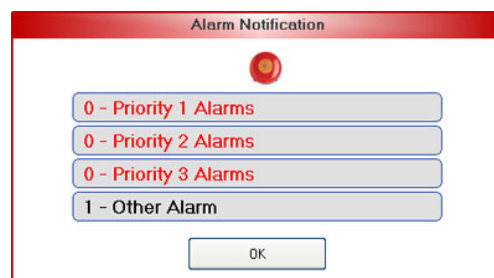 Alarm Notification
0 - Priority 1 Alarms
0 - Priority 2 Alarms
0 - Priority 3 Alarms
1 - Other Alarm
OK